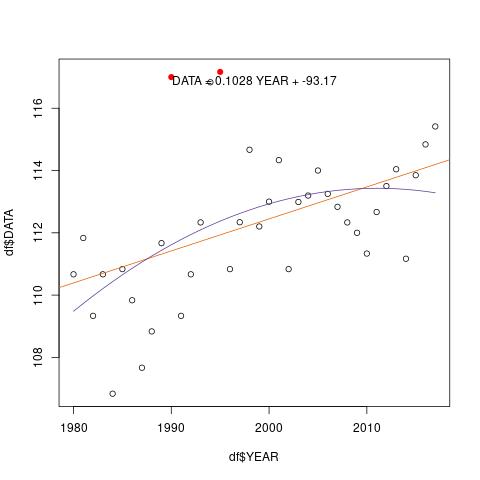 DATA = 0.1028 YEAR + -93.17
116
114
112
110
108
df$DATA
1980 1990 2000 2010
df$YEAR